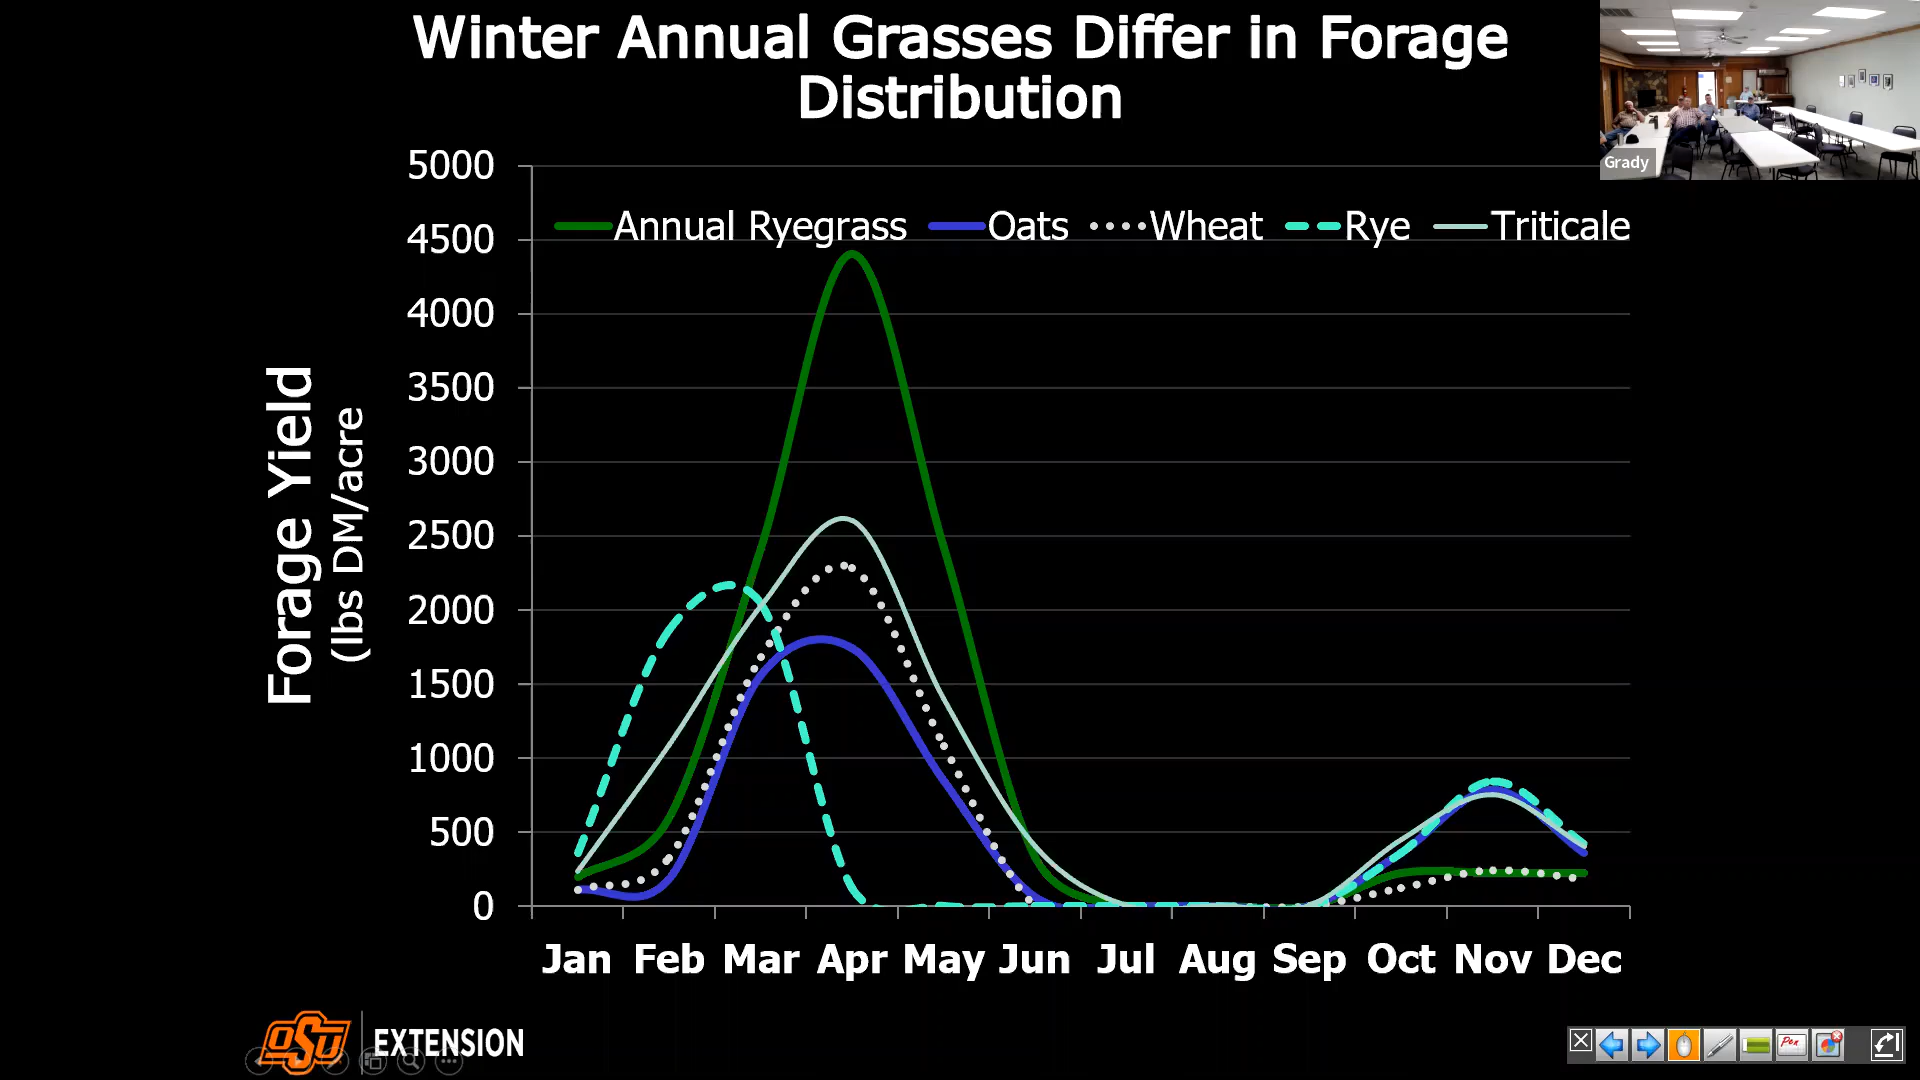 Winter Annual Grasses Differ in Forage
Distribution
Grady
5000
4500
4000
3500
3000
2500
2000
1500
1000
500
0
Annual Ryegrass Oats Wheat Rye Triticale
Forage Yield
(lbs DM/acre
Jan Feb Mar Apr May Jun Jul Aug Sep Oct Nov Dec
OSU EXTENSION
Pen